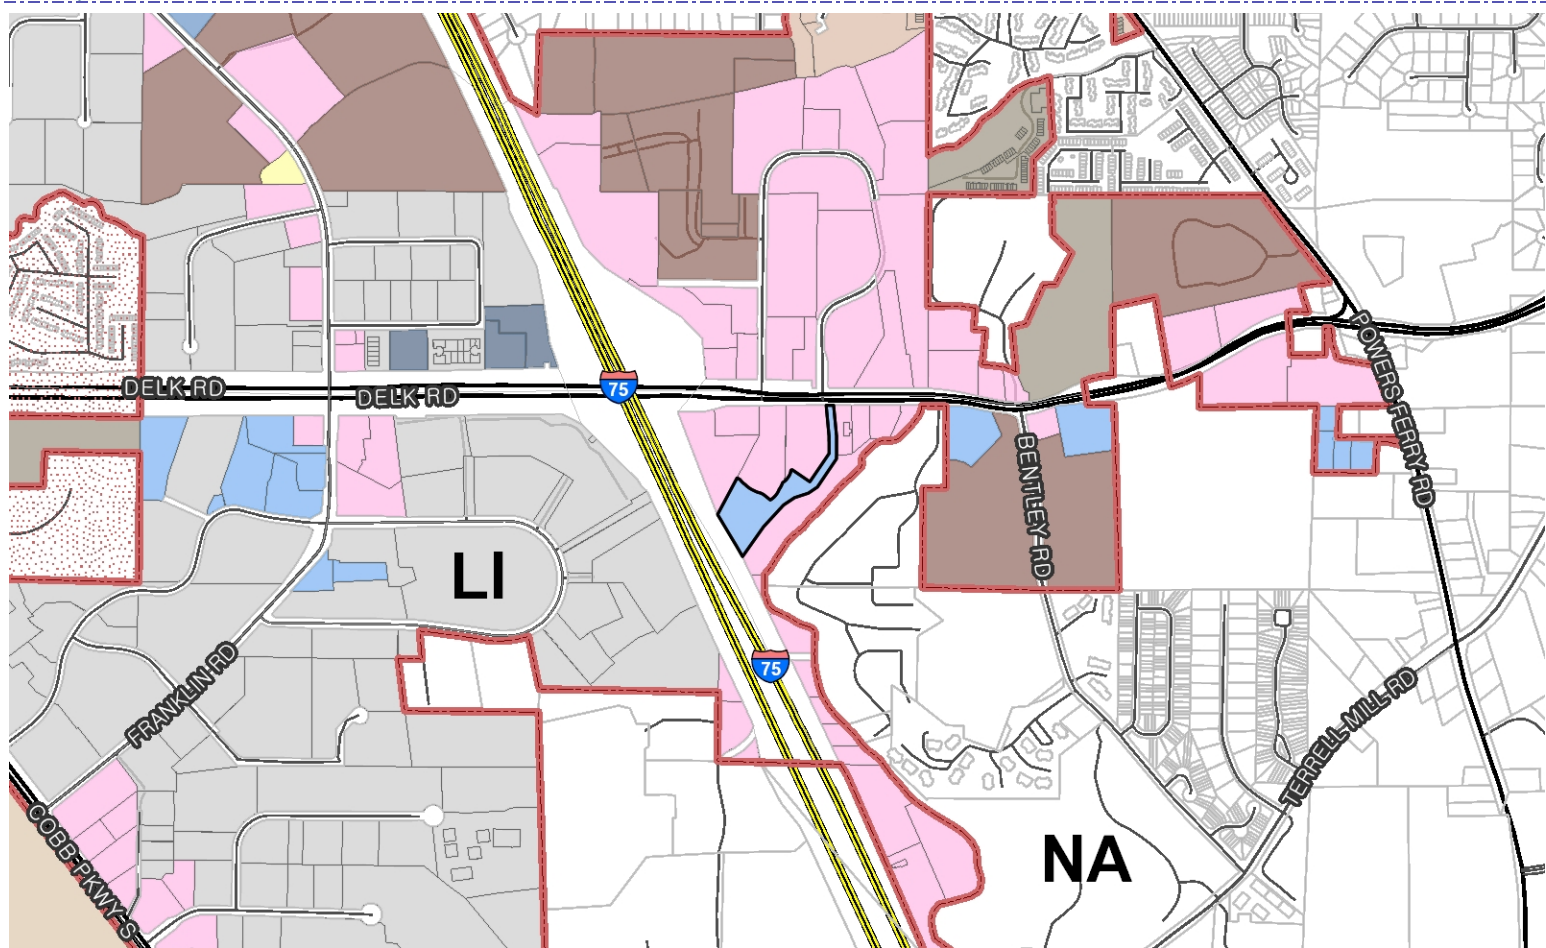 DELK RD
DELK RD
75
POWERS FERRY RD
BENTLEY RD
LI
FRANKLIN RD
75
TERRELL MILL RD
COBB PKWY S
NA